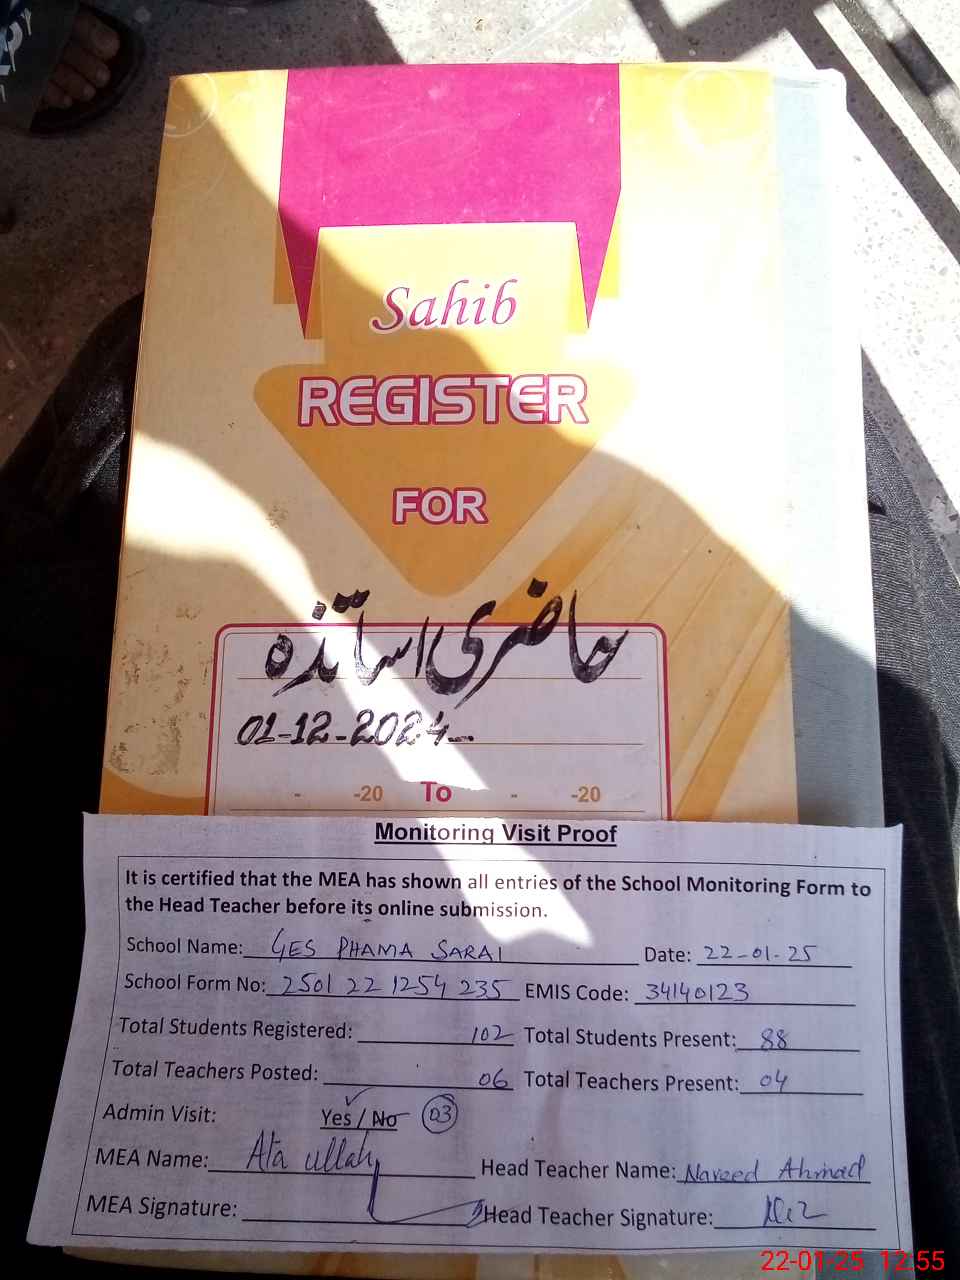 Sahib
REGISTER
FOR
حاضری اساتذہ
01-12-2024
- -20 To - -20
Monitoring Visit Proof
It is certified that the MEA has shown all entries of the School Monitoring Form to
the Head Teacher before its online submission.
School Name: GES PHAMA SARAI Date: 22-01-25
School Form No: 2501 22 1254 235 EMIS Code: 34140123
Total Students Registered: 102 Total Students Present: 88
Total Teachers Posted: 06 Total Teachers Present: 04
Admin Visit: Yes / No 03
MEA Name: Ata ullah Head Teacher Name: Naveed Ahmad
MEA Signature: Head Teacher Signature:
22-01-25 12:55